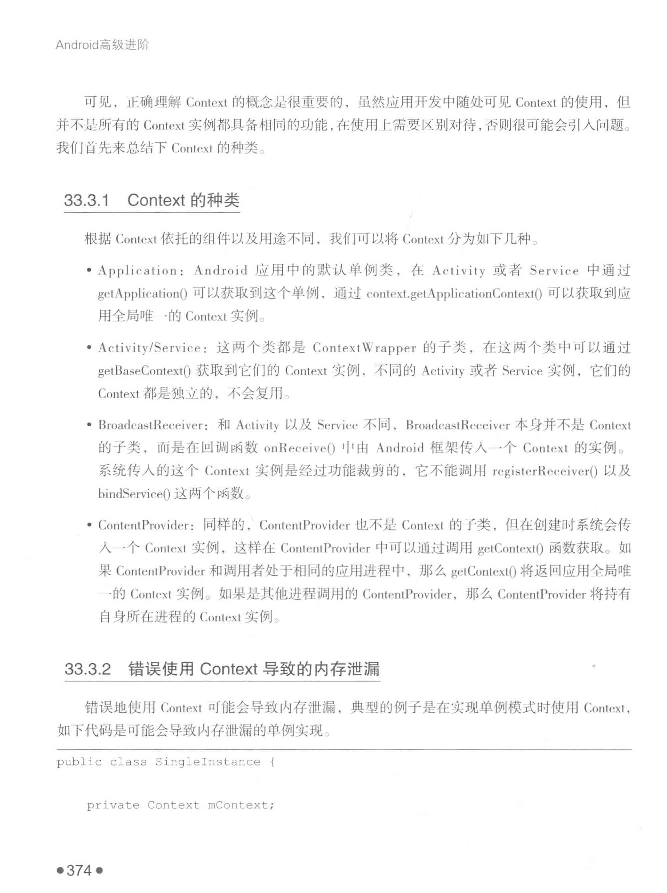 Android高级进阶
可见，正确理解 Context 的概念是很重要的，虽然应用开发中随处可见 Context 的使用，但
并不是所有的 Context 实例都具备相同的功能，在使用上需要区别对待，否则很可能会引入问题。
我们首先来总结下 Context 的种类。
33.3.1 Context 的种类
根据 Context 依托的组件以及用途不同，我们可以将 Context 分为如下几种。
• Application：Android 应用中的默认单例类，在 Activity 或者 Service 中通过
getApplication() 可以获取到这个单例，通过 context.getApplicationContext() 可以获取到应
用全局唯一的 Context 实例。
• Activity/Service：这两个类都是 ContextWrapper 的子类，在这两个类中可以通过
getBaseContext() 获取到它们的 Context 实例，不同的 Activity 或者 Service 实例，它们的
Context 都是独立的，不会复用。
• BroadcastReceiver：和 Activity 以及 Service 不同，BroadcastReceiver 本身并不是 Context
的子类，而是在回调函数 onReceive() 中由 Android 框架传入一个 Context 的实例。
系统传入的这个 Context 实例是经过功能裁剪的，它不能调用 registerReceiver() 以及
bindService() 这两个函数。
• ContentProvider：同样的，ContentProvider 也不是 Context 的子类，但在创建时系统会传
入一个 Context 实例，这样在 ContentProvider 中可以通过调用 getContext() 函数获取。如
果 ContentProvider 和调用者处于相同的应用进程中，那么 getContext() 将返回应用全局唯
一的 Context 实例。如果是其他进程调用的 ContentProvider，那么 ContentProvider 将持有
自身所在进程的 Context 实例。
33.3.2 错误使用 Context 导致的内存泄漏
错误地使用 Context 可能会导致内存泄漏，典型的例子是在实现单例模式时使用 Context，
如下代码是可能会导致内存泄漏的单例实现。
public class SingleInstance {
private Context mContext;
●374●